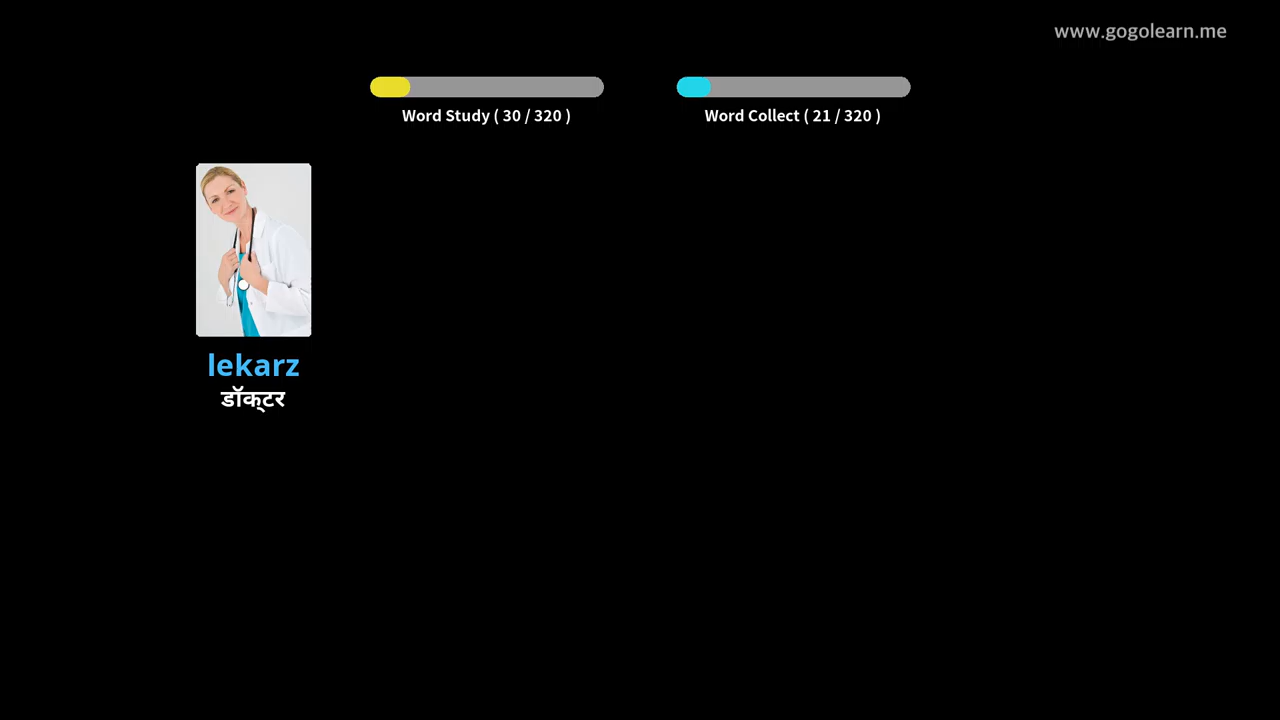 www.gogolearn.me
Word Study ( 30 / 320 )
Word Collect ( 21 / 320 )
lekarz
डॉक्टर